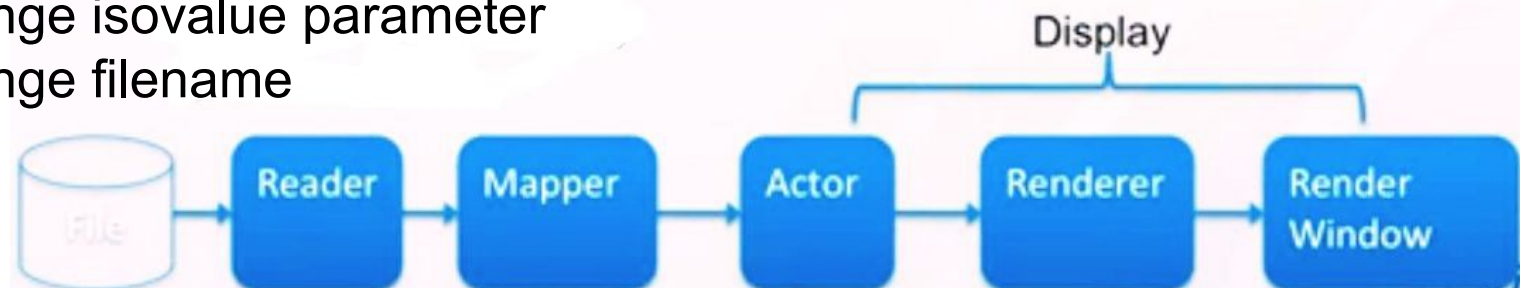 nge isovalue parameter
nge filename
Display
File
Reader
Mapper
Actor
Renderer
Render
Window